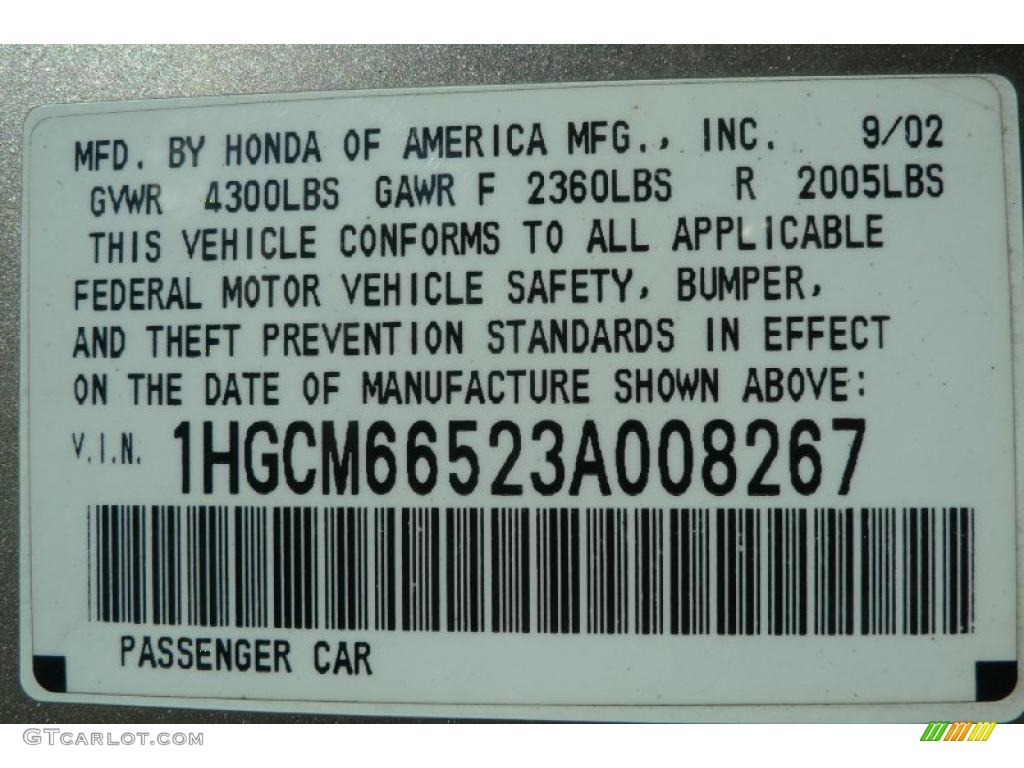 MFD. BY HONDA OF AMERICA MFG., INC. 9/02
GVWR 4300LBS GAWR F 2360LBS R 2005LBS
THIS VEHICLE CONFORMS TO ALL APPLICABLE
FEDERAL MOTOR VEHICLE SAFETY, BUMPER,
AND THEFT PREVENTION STANDARDS IN EFFECT
ON THE DATE OF MANUFACTURE SHOWN ABOVE:
V.I.N. 1HGCM66523A008267
PASSENGER CAR
GTCARLOT.COM